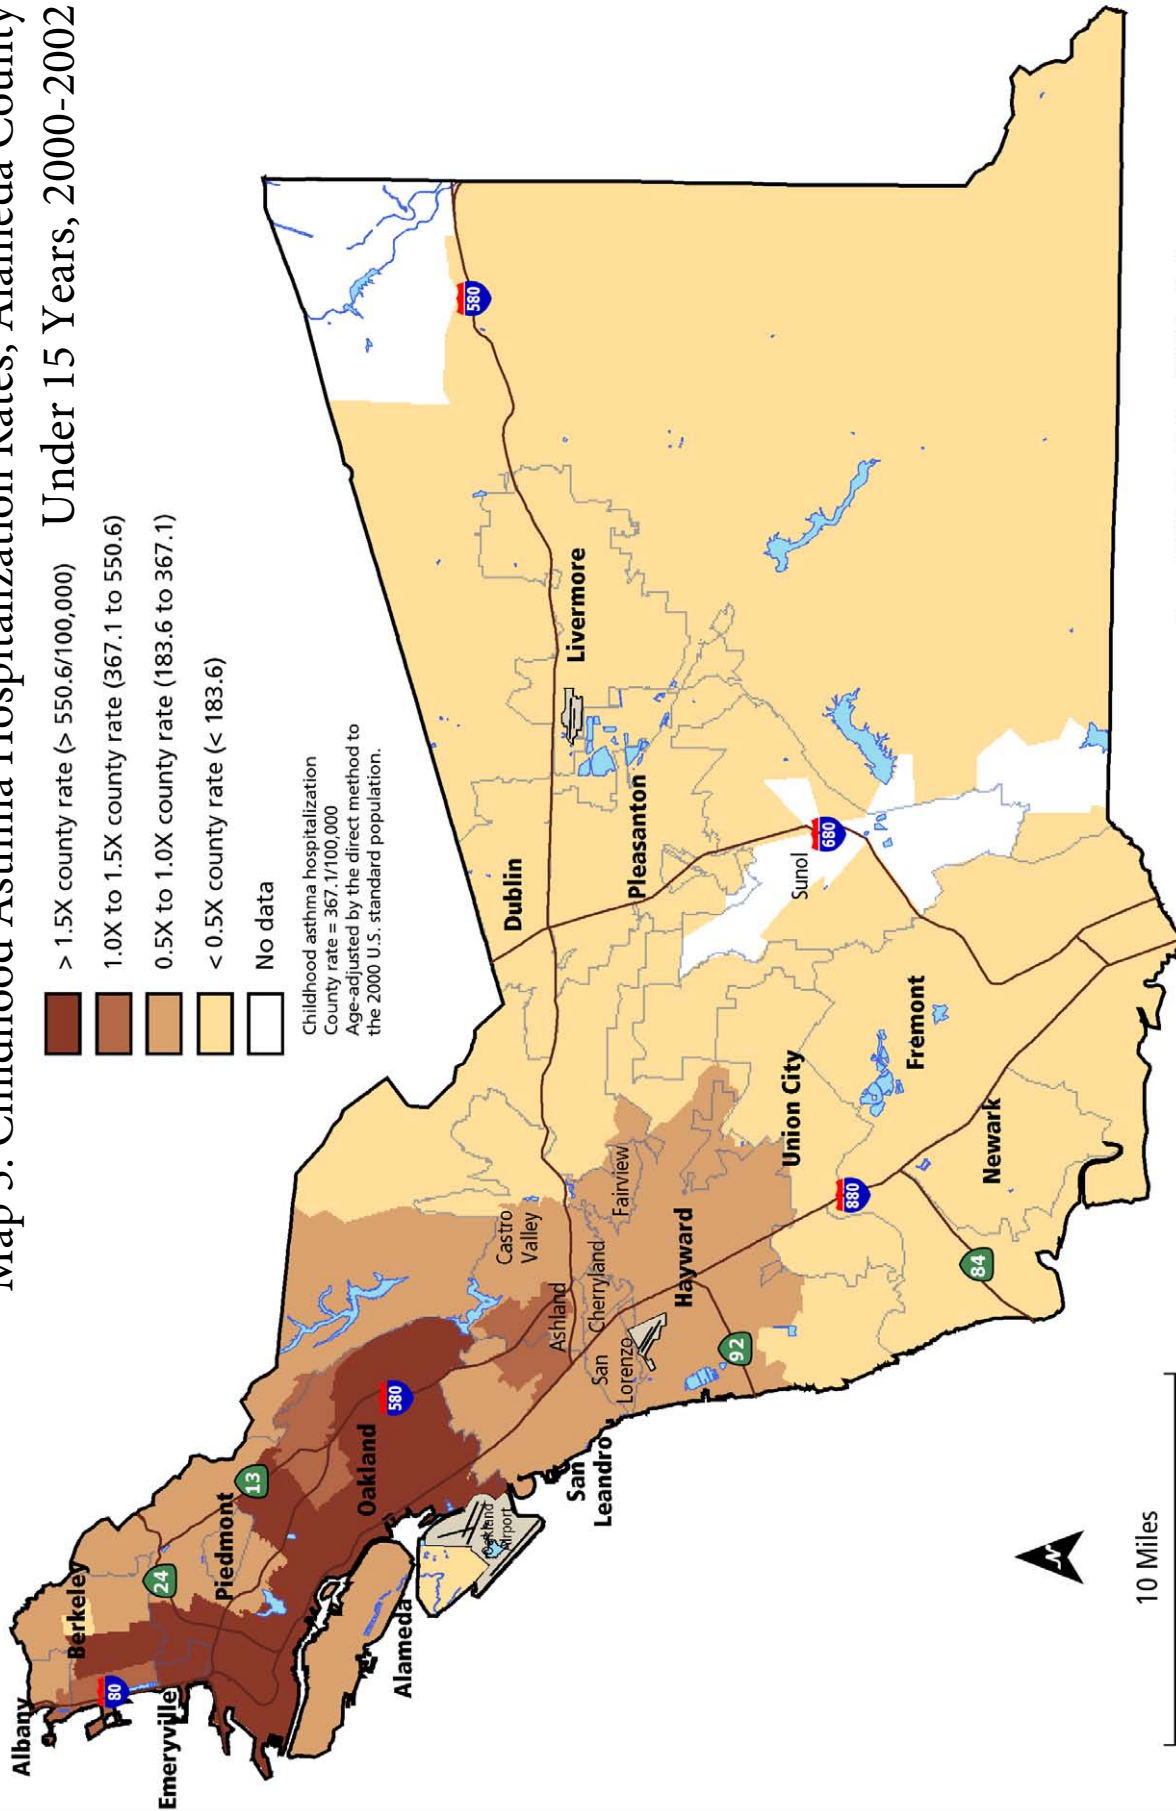 Map 3: Childhood Asthma Hospitalization Rates, Alameda County
Under 15 Years, 2000-2002
> 1.5X county rate (> 550.6/100,000)
1.0X to 1.5X county rate (367.1 to 550.6)
0.5X to 1.0X county rate (183.6 to 367.1)
< 0.5X county rate (< 183.6)
No data
Childhood asthma hospitalization
County rate = 367.1/100,000
Age-adjusted by the direct method to
the 2000 U.S. standard population.
Albany
Berkeley
80
Emeryville
24
13
Piedmont
Oakland
580
Alameda
Oakland
Airport
San
Leandro
Castro
Valley
Ashland
Cherryland
San
Lorenzo
Fairview
Hayward
92
Union City
880
84
Newark
Fremont
Dublin
Pleasanton
Livermore
580
Sunol
680
N
10 Miles